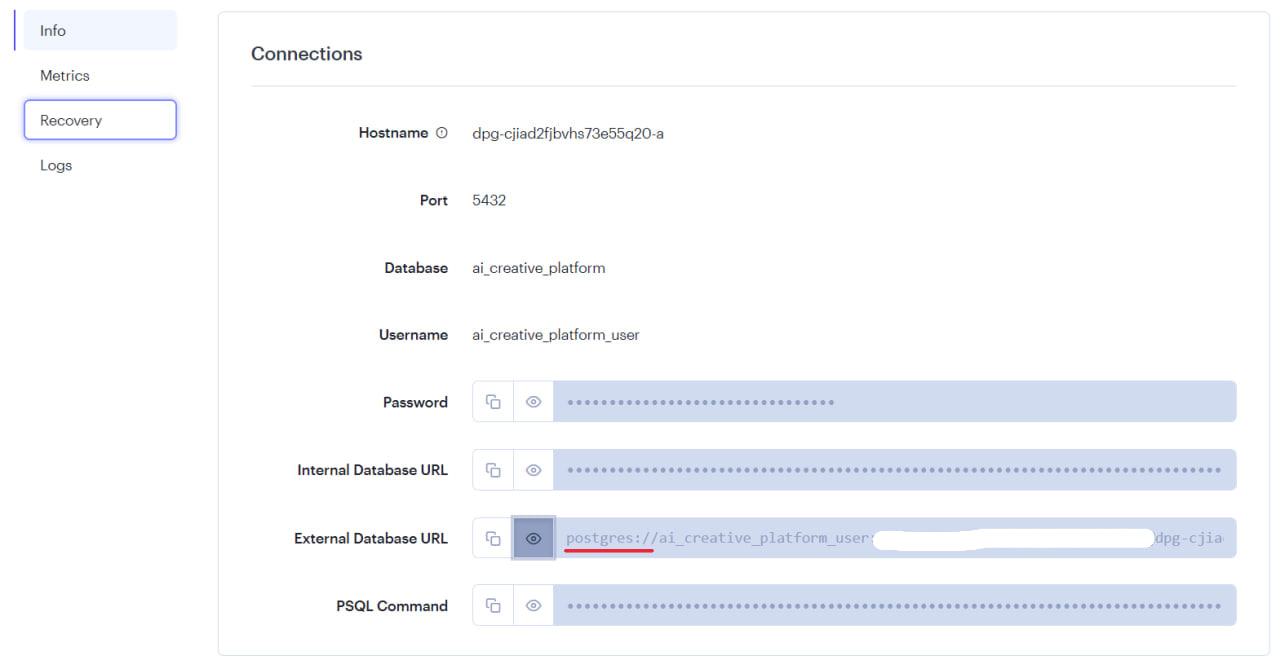 Info
Metrics
Recovery
Logs
Connections
Hostname dpg-cjiad2fjbvhs73e55q20-a
Port 5432
Database ai_creative_platform
Username ai_creative_platform_user
Password ••••••••••••••••••••••••••••••••
Internal Database URL ••••••••••••••••••••••••••••••••••••••••••••••••••••••••••••••••••••••••••••••
External Database URL postgres://ai_creative_platform_user: dpg-cjia
PSQL Command ••••••••••••••••••••••••••••••••••••••••••••••••••••••••••••••••••••••••••••••